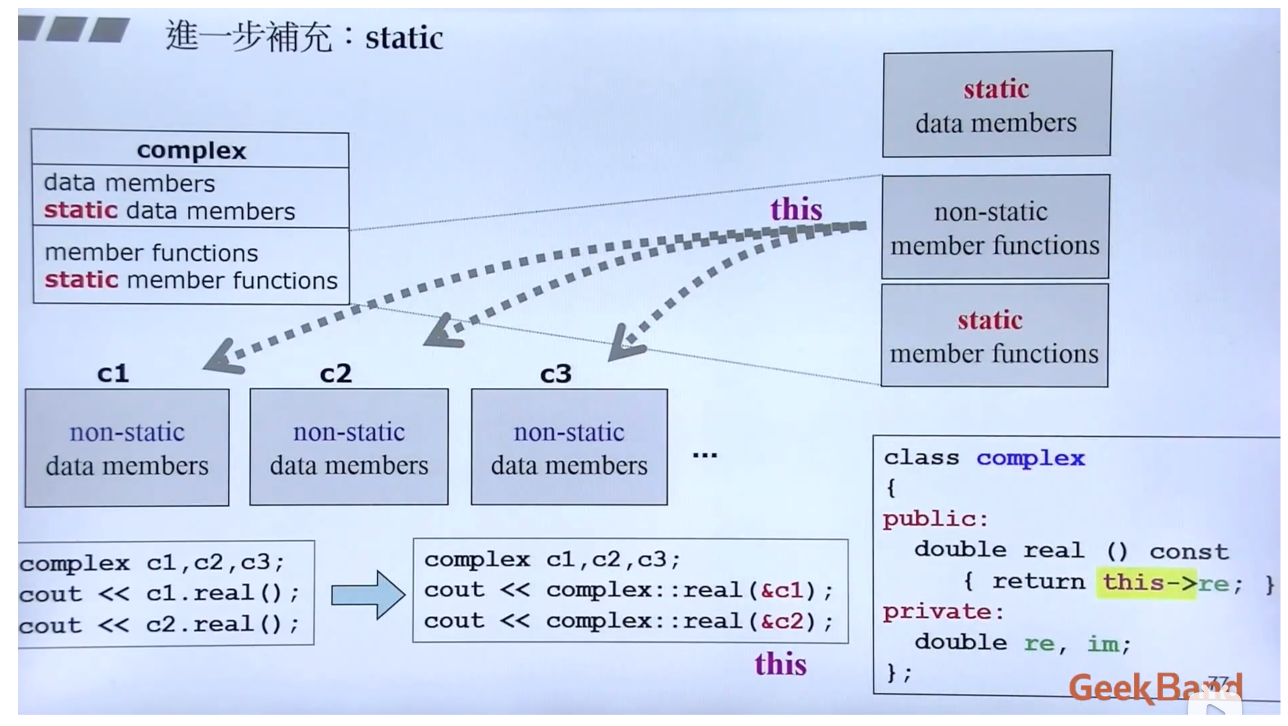 進一步補充：static
complex
data members
static data members
member functions
static member functions
static
data members
this
non-static
member functions
static
member functions
c1
non-static
data members
c2
non-static
data members
c3
non-static
data members
...
complex c1,c2,c3;
cout << c1.real();
cout << c2.real();
complex c1,c2,c3;
cout << complex::real(&c1);
cout << complex::real(&c2);
this
class complex
{
public:
double real () const
{ return this->re; }
private:
double re, im;
};
GeekBand